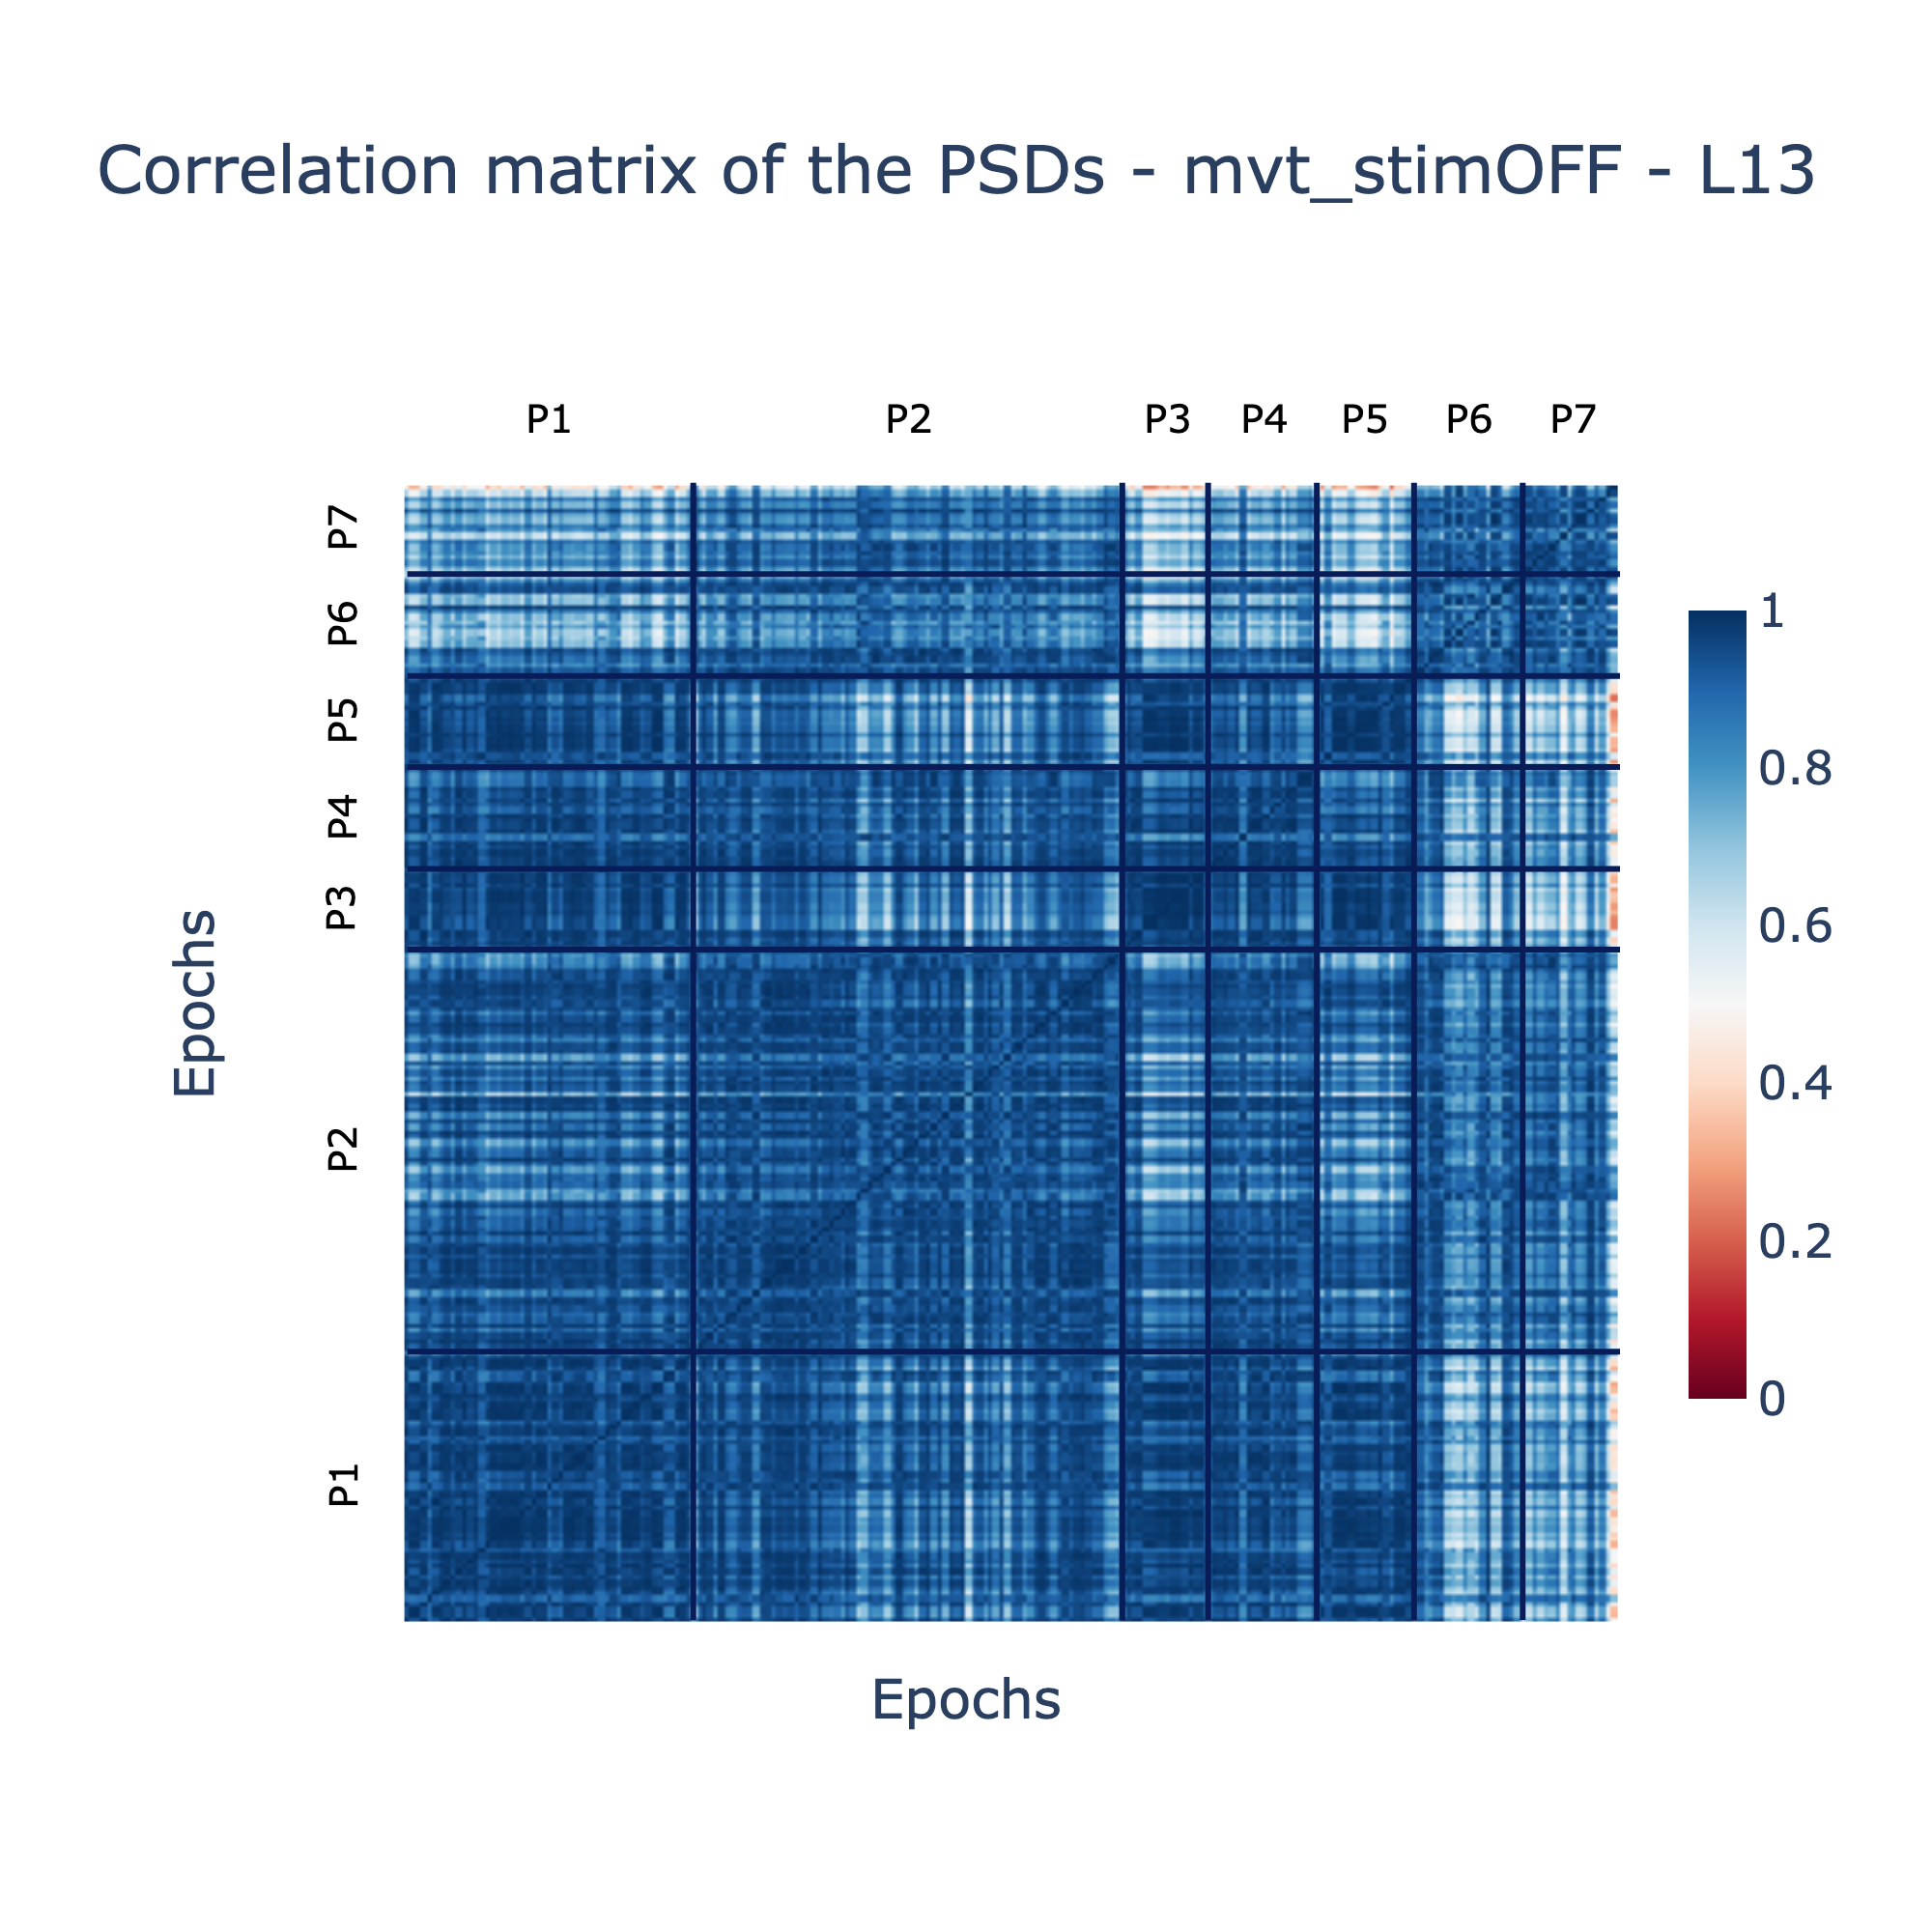 Correlation matrix of the PSDs - mvt_stimOFF - L13
P1 P2 P3 P4 P5 P6 P7
P7
P6
P5
P4
P3
P2
P1
Epochs
Epochs
1
0.8
0.6
0.4
0.2
0